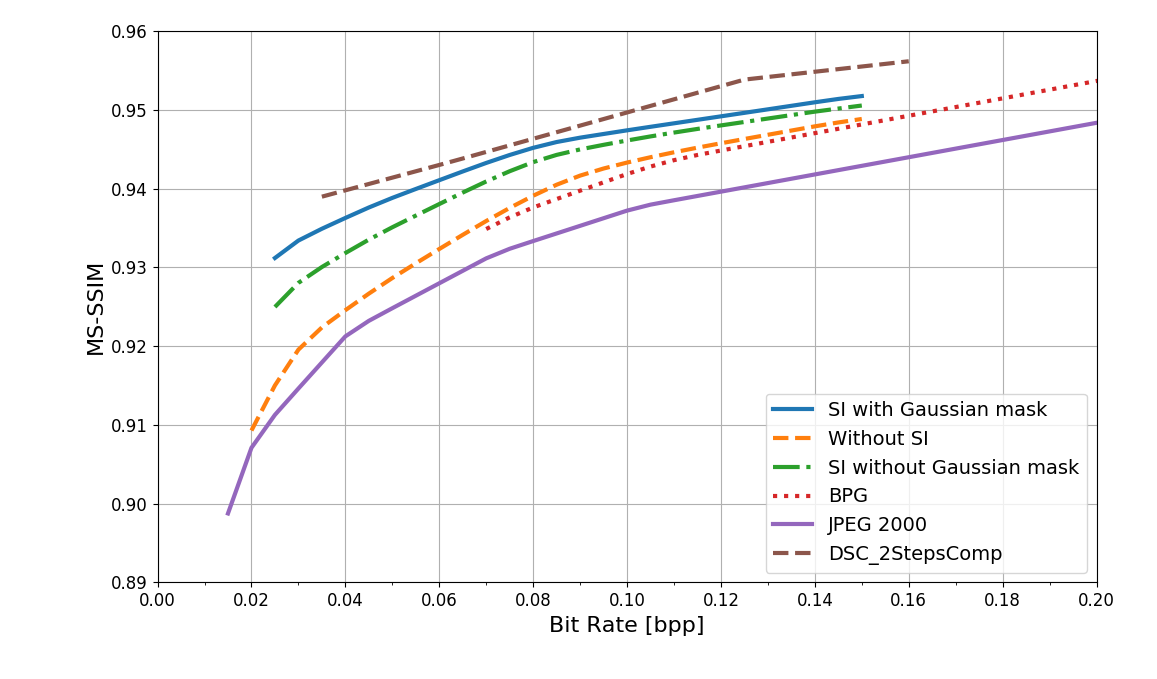 0.96
0.95
0.94
0.93
0.92
0.91
0.90
0.89
MS-SSIM
SI with Gaussian mask
Without SI
SI without Gaussian mask
BPG
JPEG 2000
DSC_2StepsComp
0.00 0.02 0.04 0.06 0.08 0.10 0.12 0.14 0.16 0.18 0.20
Bit Rate [bpp]